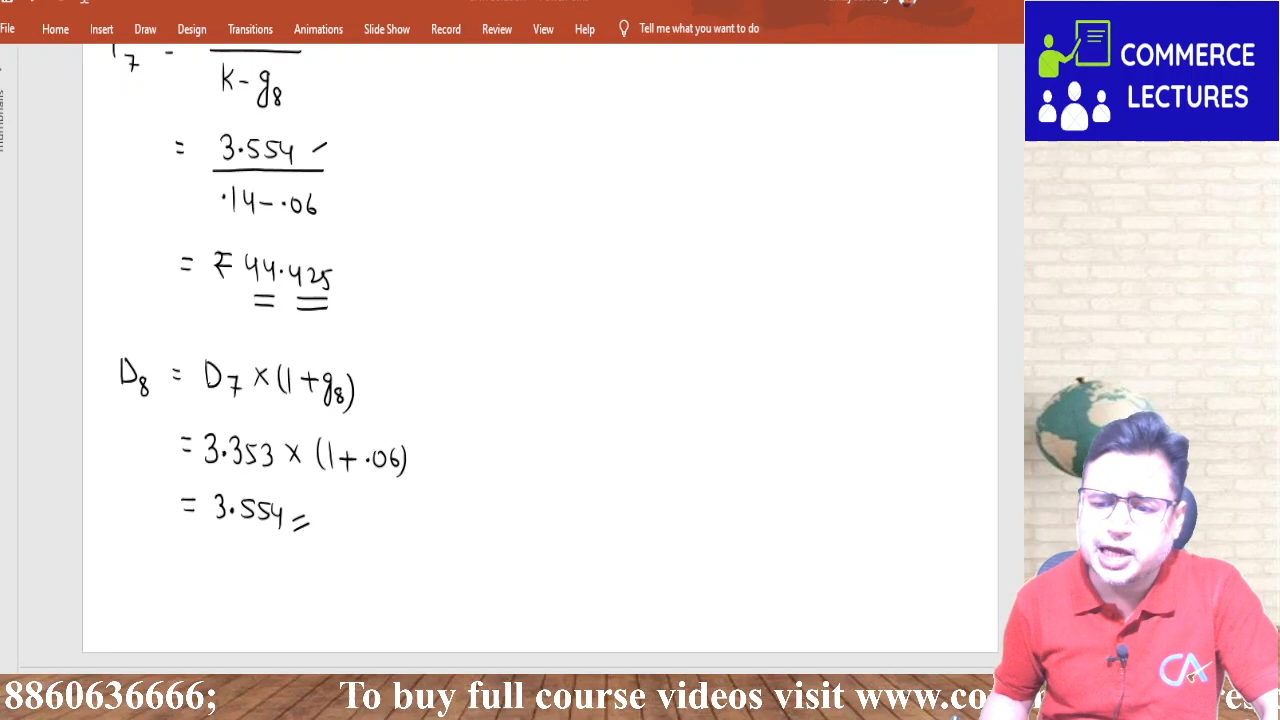 File Home Insert Draw Design Transitions Animations Slide Show Record Review View Help Tell me what you want to do
COMMERCE
LECTURES
7 =
K - g8
= 3.554
.14 - .06
= ₹ 44.425
D8 = D7 × (1 + g8)
= 3.353 × (1 + .06)
= 3.554 =
CA
8860636666; To buy full course videos visit www.co